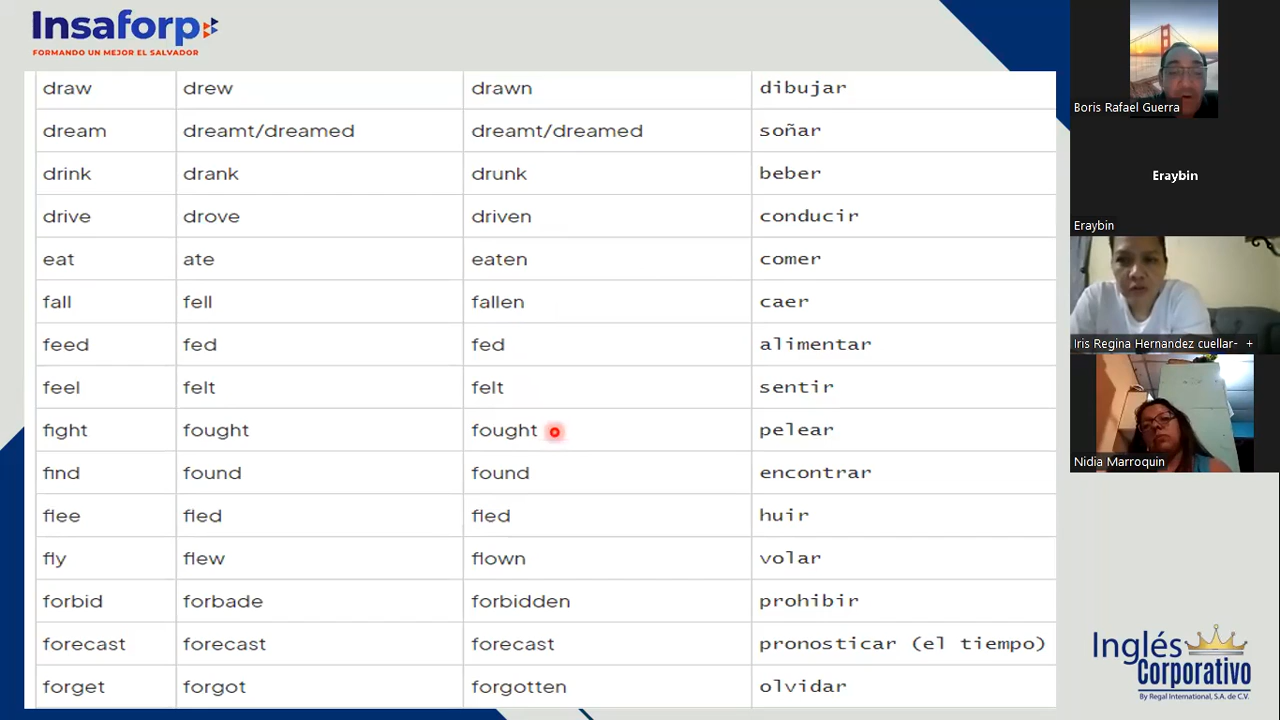 Insaforp
FORMANDO UN MEJOR EL SALVADOR
draw drew drawn dibujar
dream dreamt/dreamed dreamt/dreamed soñar
drink drank drunk beber
drive drove driven conducir
eat ate eaten comer
fall fell fallen caer
feed fed fed alimentar
feel felt felt sentir
fight fought fought pelear
find found found encontrar
flee fled fled huir
fly flew flown volar
forbid forbade forbidden prohibir
forecast forecast forecast pronosticar (el tiempo)
forget forgot forgotten olvidar
Boris Rafael Guerra
Eraybin
Eraybin
Iris Regina Hernandez cuellar- +
Nidia Marroquin
Inglés
Corporativo
By Regal International, S.A. de C.V.